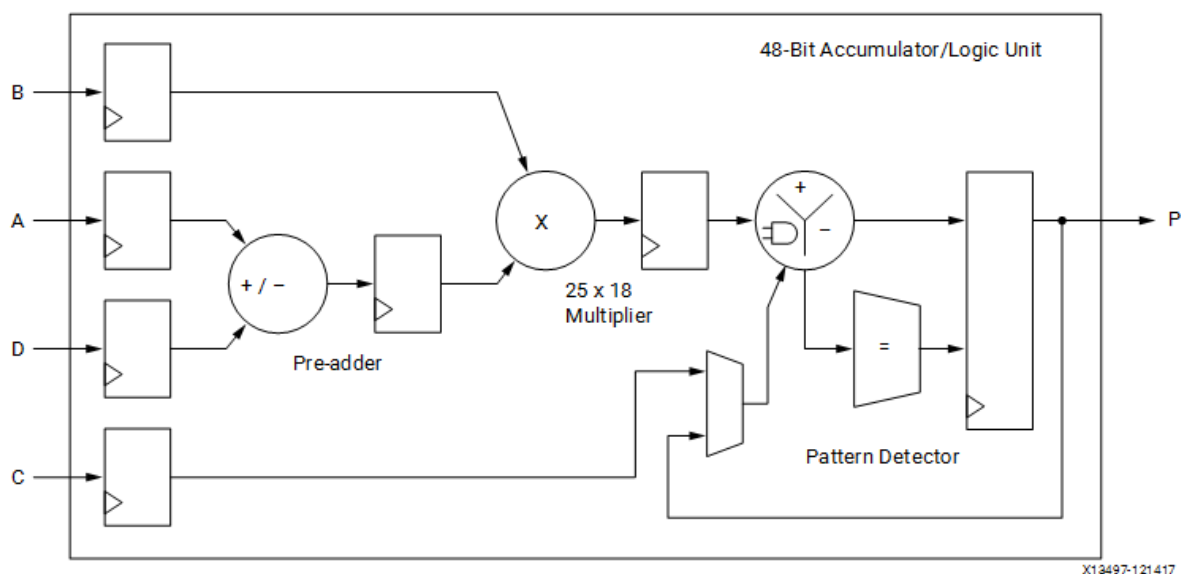 48-Bit Accumulator/Logic Unit
B
A
+
–
X
P
+ / –
25 x 18
Multiplier
D
=
Pre-adder
Pattern Detector
C
X13497-121417